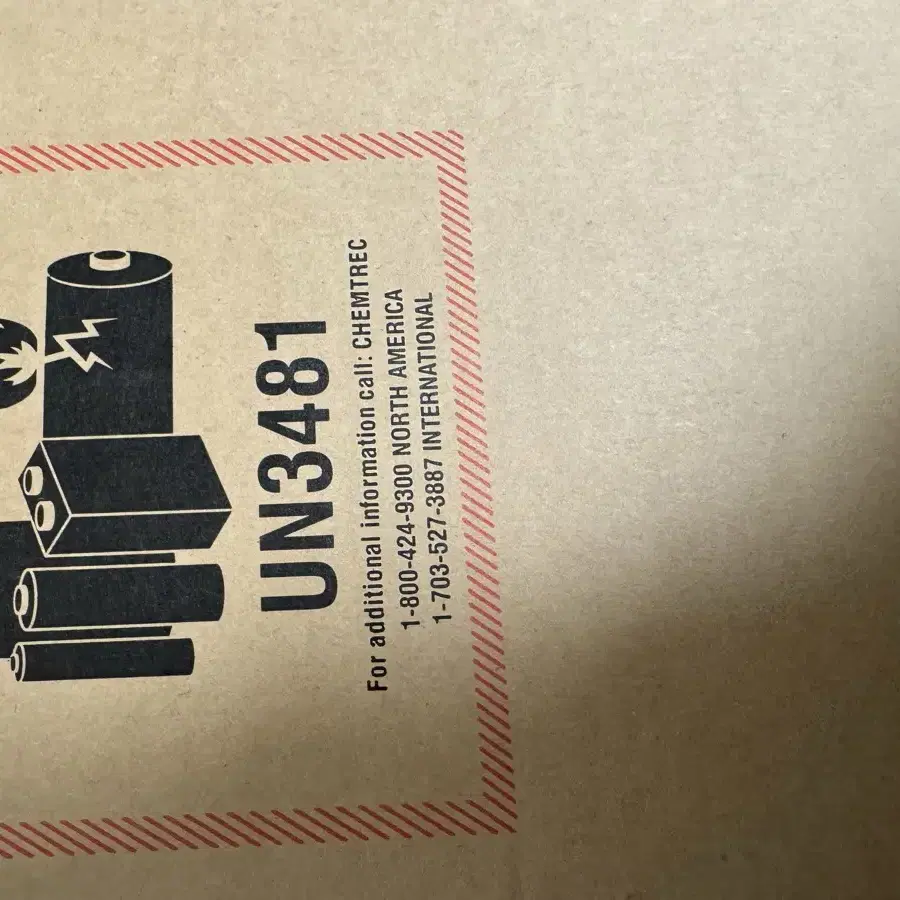 UN3481
For additional information call: CHEMTREC
1-800-424-9300 NORTH AMERICA
1-703-527-3887 INTERNATIONAL